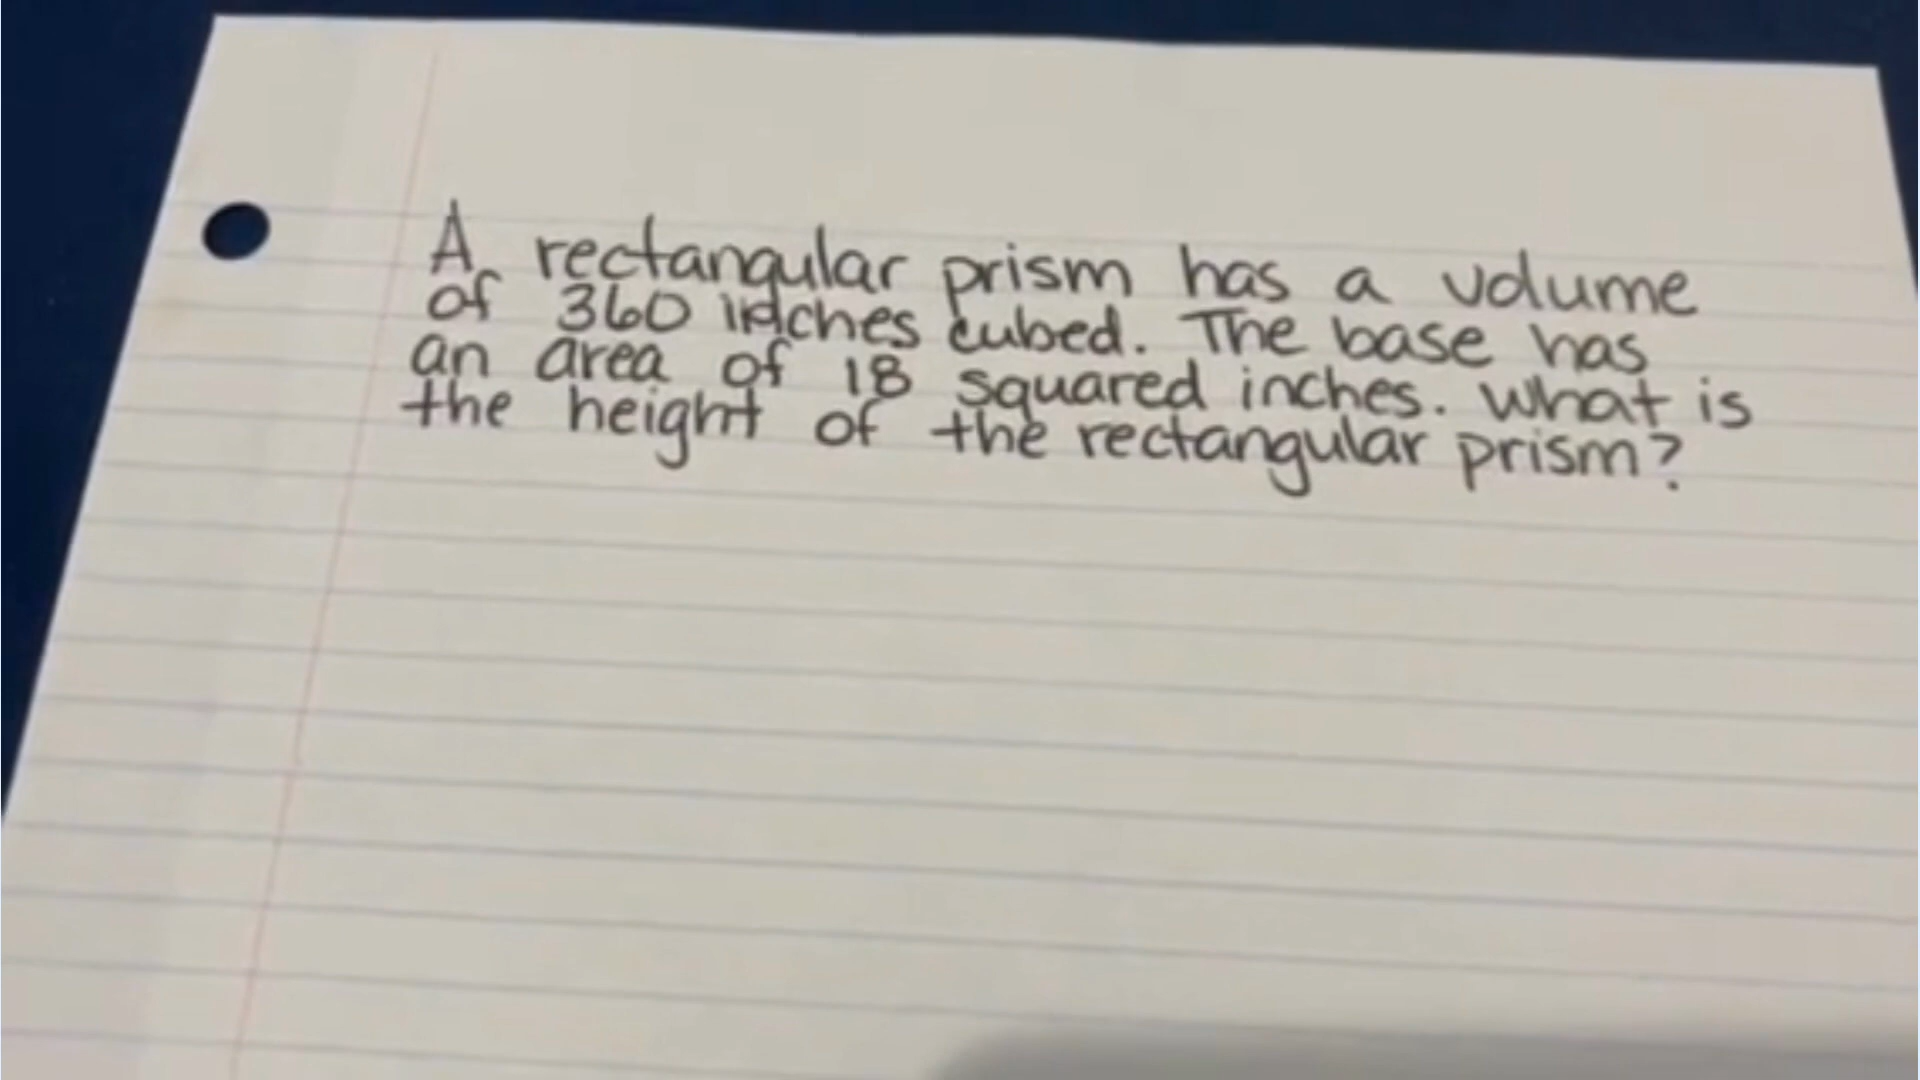 A rectangular prism has a volume
of 360 inches cubed. The base has
an area of 18 squared inches. What is
the height of the rectangular prism?